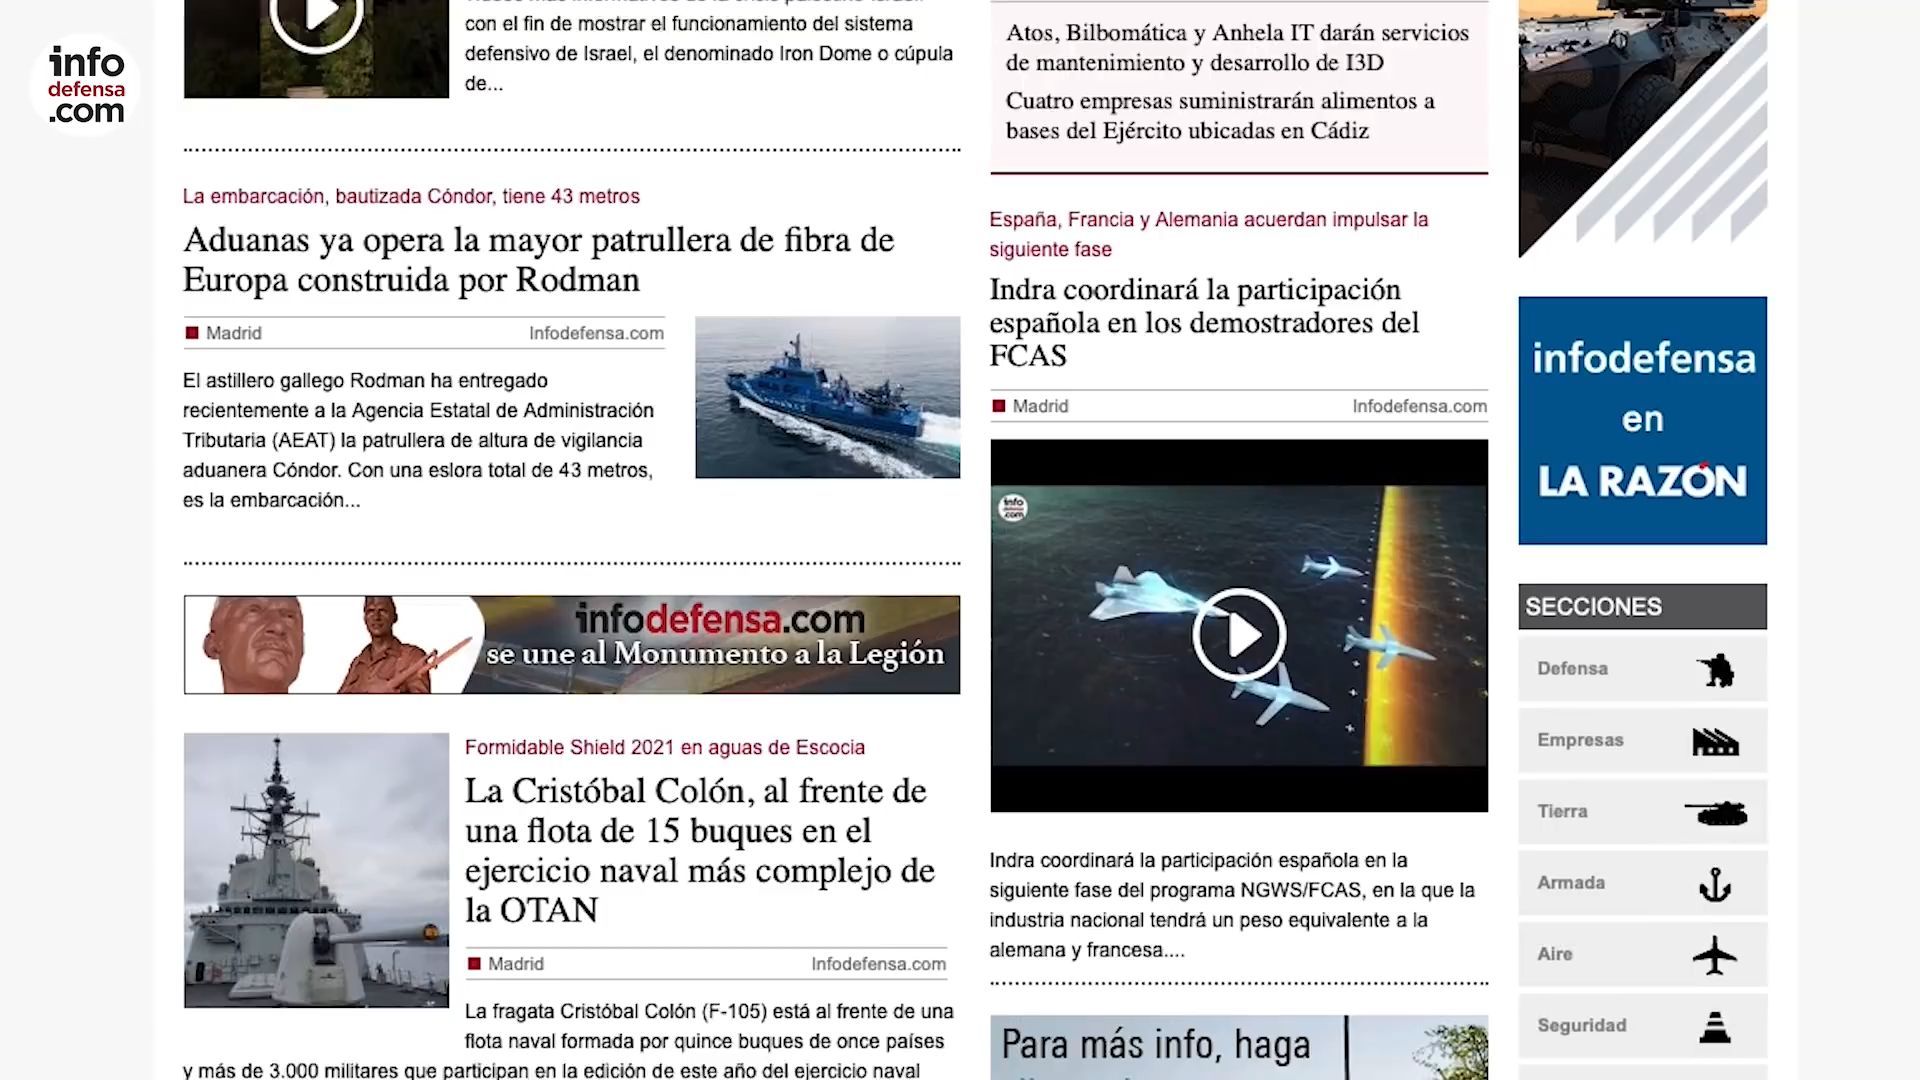 info
defensa
.com
con el fin de mostrar el funcionamiento del sistema
defensivo de Israel, el denominado Iron Dome o cúpula
de...
La embarcación, bautizada Cóndor, tiene 43 metros
Aduanas ya opera la mayor patrullera de fibra de
Europa construida por Rodman
Madrid
Infodefensa.com
El astillero gallego Rodman ha entregado
recientemente a la Agencia Estatal de Administración
Tributaria (AEAT) la patrullera de altura de vigilancia
aduanera Cóndor. Con una eslora total de 43 metros,
es la embarcación...
infodefensa.com
se une al Monumento a la Legión
Formidable Shield 2021 en aguas de Escocia
La Cristóbal Colón, al frente de
una flota de 15 buques en el
ejercicio naval más complejo de
la OTAN
Madrid
Infodefensa.com
La fragata Cristóbal Colón (F-105) está al frente de una
flota naval formada por quince buques de once países
y más de 3.000 militares que participan en la edición de este año del ejercicio naval
Atos, Bilbomática y Anhela IT darán servicios
de mantenimiento y desarrollo de I3D
Cuatro empresas suministrarán alimentos a
bases del Ejército ubicadas en Cádiz
España, Francia y Alemania acuerdan impulsar la
siguiente fase
Indra coordinará la participación
española en los demostradores del
FCAS
Madrid
Infodefensa.com
info
defensa
.com
Indra coordinará la participación española en la
siguiente fase del programa NGWS/FCAS, en la que la
industria nacional tendrá un peso equivalente a la
alemana y francesa....
Para más info, haga
infodefensa
en
LA RAZÓN
SECCIONES
Defensa
Empresas
Tierra
Armada
Aire
Seguridad